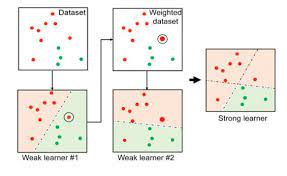 Dataset
Weighted
dataset
Weak learner #1
Weak learner #2
Strong learner